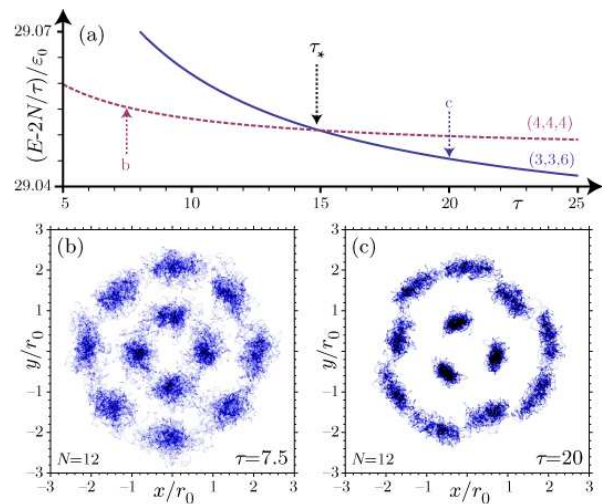 29.07
(a)
τ*
(E-2N/τ)/ε₀
c
(4,4,4)
b
(3,3,6)
29.04
5 10 15 20 τ 25
3 (b) 3 (c)
2 2
1 1
y/r₀ 0 y/r₀ 0
−1 −1
−2 −2
N=12 τ=7.5 N=12 τ=20
−3 −3
−3 −2 −1 0 1 2 3 −3 −2 −1 0 1 2 3
x/r₀ x/r₀